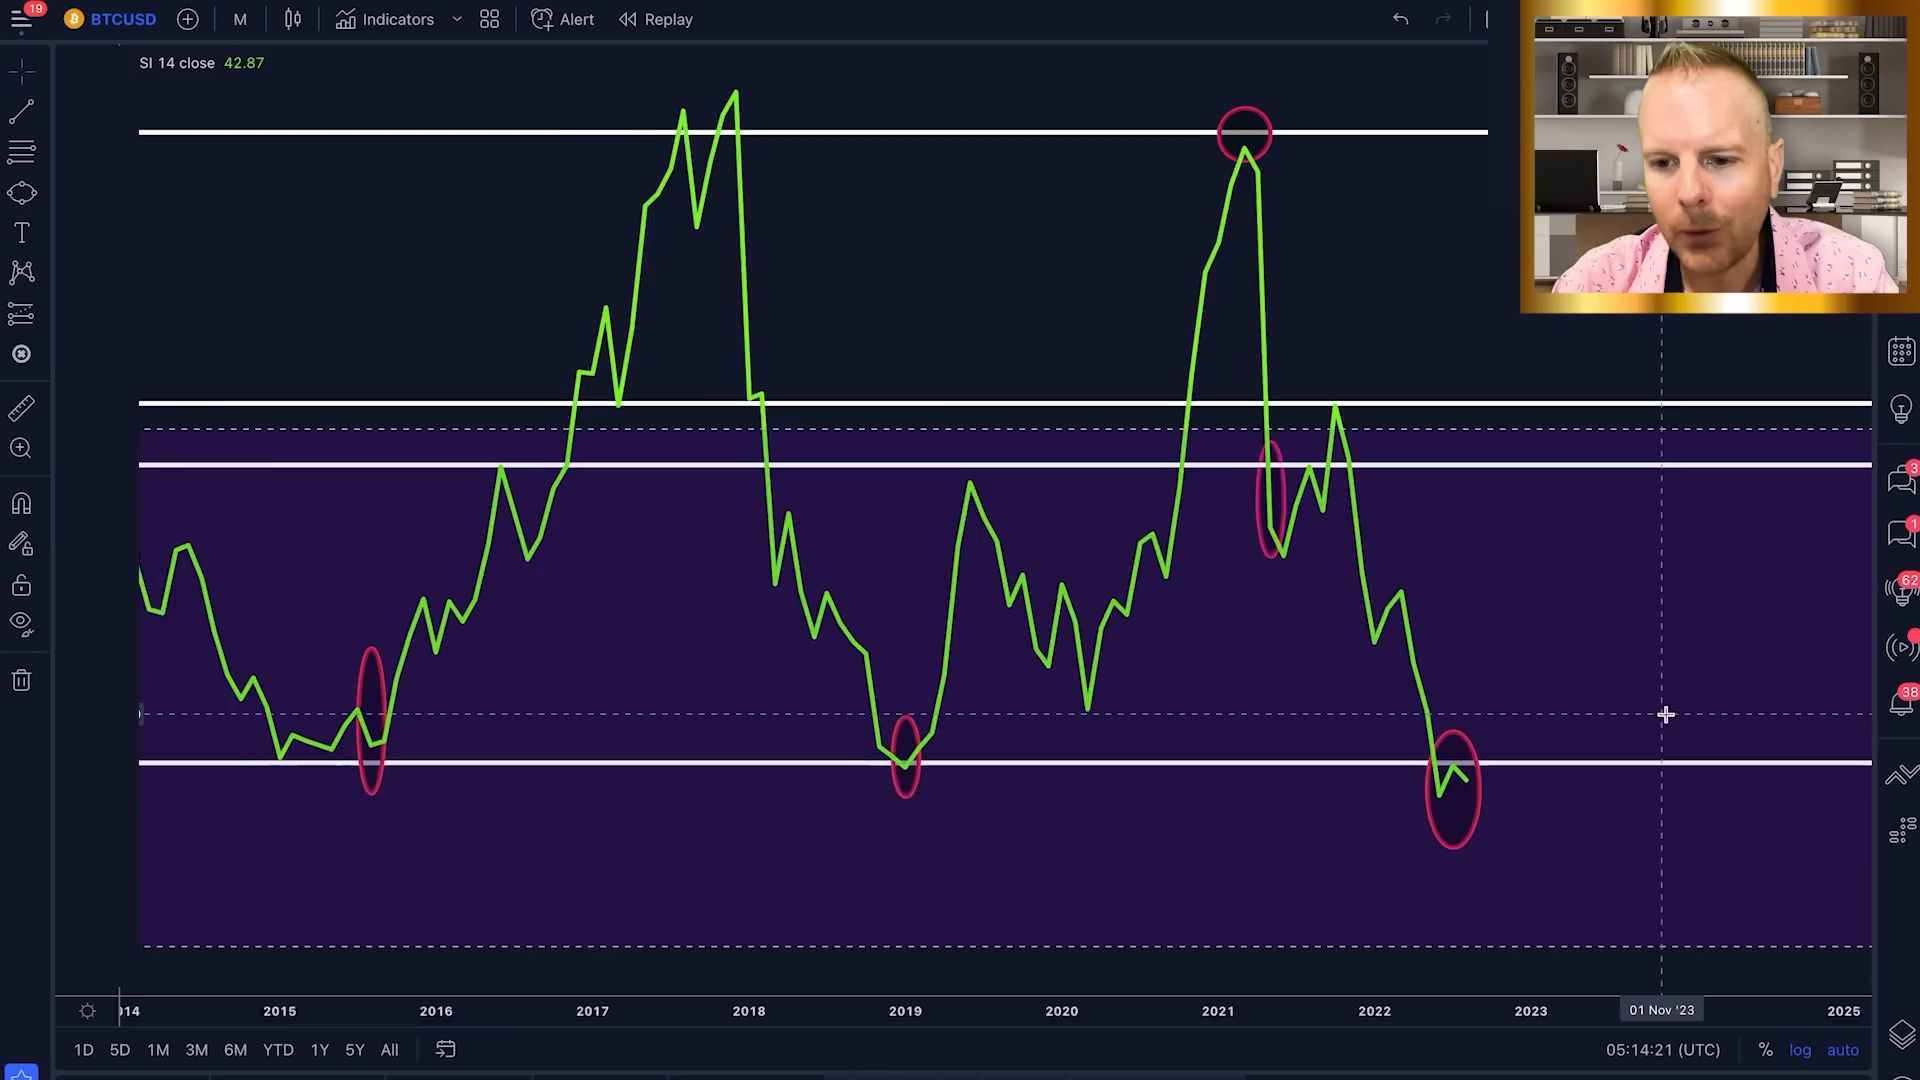 19
BTCUSD
M
Indicators
Alert
Replay
SI 14 close 42.87
3
1
62
38
2015 2016 2017 2018 2019 2020 2021 2022 2023 01 Nov '23 2025
1D 5D 1M 3M 6M YTD 1Y 5Y All
05:14:21 (UTC) % log auto